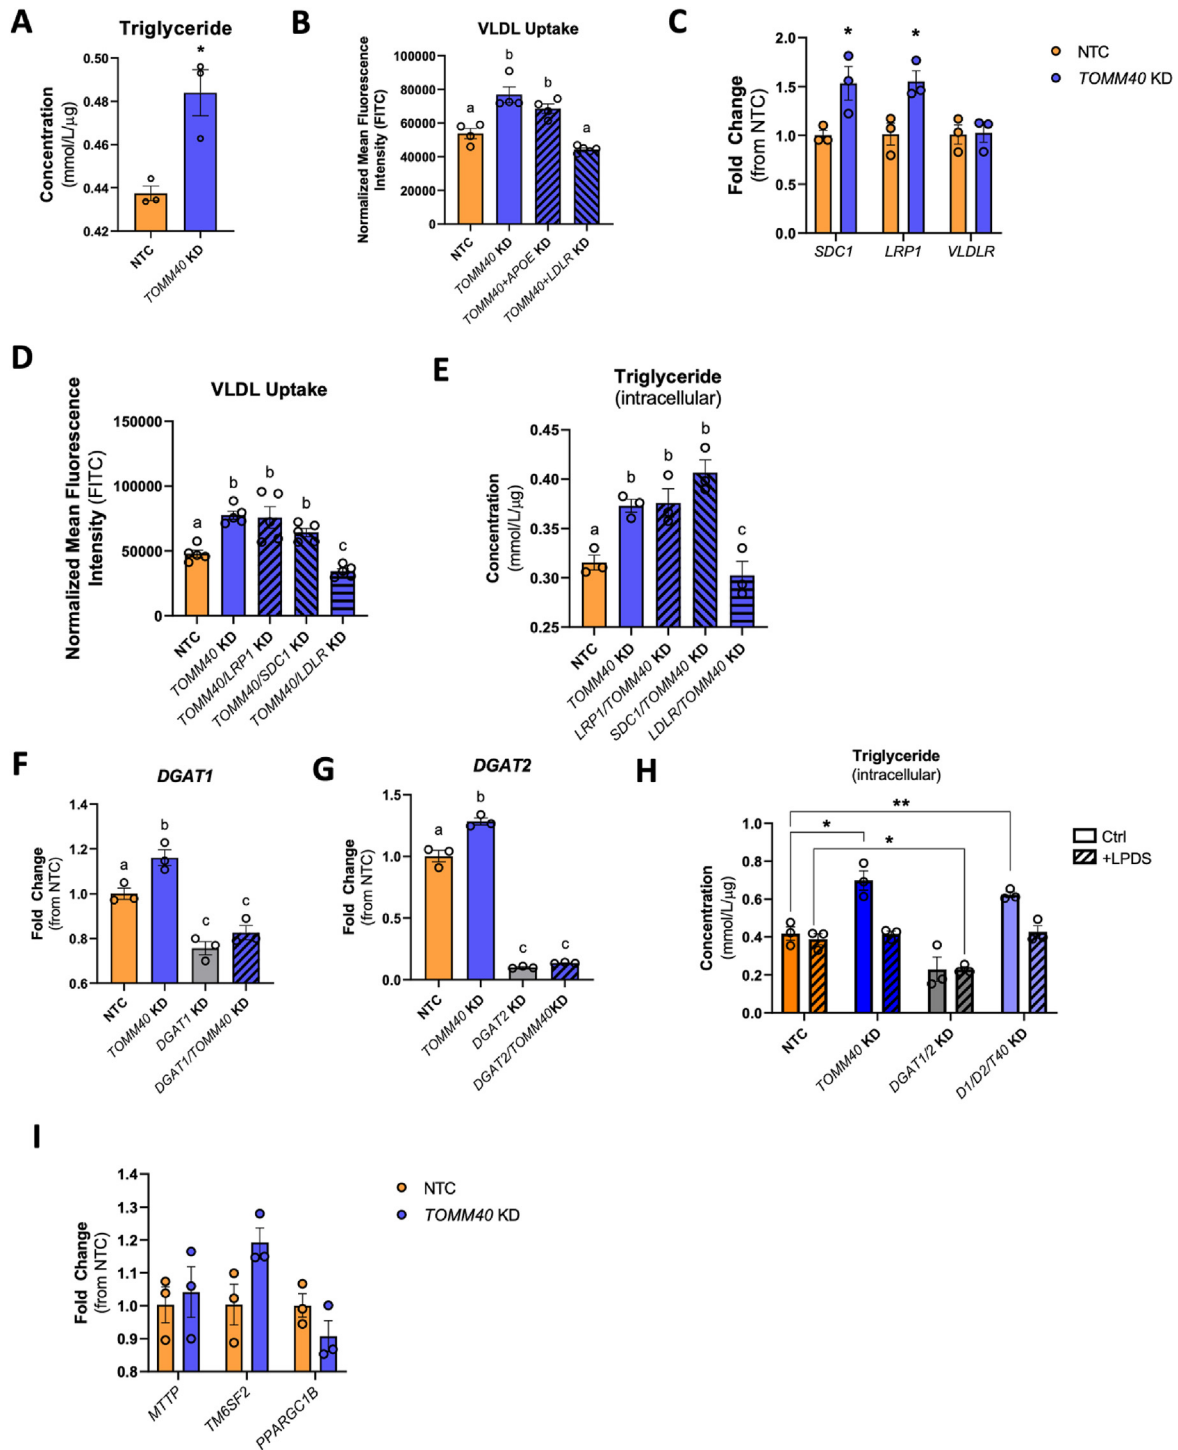 A
Triglyceride
*
Concentration
(mmol/L/µg)
0.50
0.48
0.46
0.44
0.42
NTC
TOMM40 KD
B
VLDL Uptake
Normalized Mean Fluorescence
Intensity (FITC)
100000
80000
60000
40000
20000
0
a
b
b
a
NTC
TOMM40 KD
TOMM40+APOE KD
TOMM40+LDLR KD
C
Fold Change
(from NTC)
2.0
1.5
1.0
0.5
0.0
*
*
SDC1
LRP1
VLDLR
NTC
TOMM40 KD
D
VLDL Uptake
Normalized Mean Fluorescence
Intensity (FITC)
150000
100000
50000
0
a
b
b
b
c
NTC
TOMM40 KD
TOMM40/LRP1 KD
TOMM40/SDC1 KD
TOMM40/LDLR KD
E
Triglyceride
(intracellular)
Concentration
(mmol/L/µg)
0.45
0.40
0.35
0.30
0.25
a
b
b
b
c
NTC
TOMM40 KD
LRP1/TOMM40 KD
SDC1/TOMM40 KD
LDLR/TOMM40 KD
F
DGAT1
Fold Change
(from NTC)
1.4
1.2
1.0
0.8
0.6
a
b
c
c
NTC
TOMM40 KD
DGAT1 KD
DGAT1/TOMM40 KD
G
DGAT2
Fold Change
(from NTC)
1.5
1.0
0.5
0.0
a
b
c
c
NTC
TOMM40 KD
DGAT2 KD
DGAT2/TOMM40KD
H
Triglyceride
(intracellular)
Concentration
(mmol/L/µg)
1.0
0.8
0.6
0.4
0.2
0.0
**
*
*
NTC
TOMM40 KD
DGAT1/2 KD
D1/D2/T40 KD
Ctrl
+LPDS
I
Fold Change
(from NTC)
1.4
1.3
1.2
1.1
1.0
0.9
0.8
MTTP
TM6SF2
PPARGC1B
NTC
TOMM40 KD